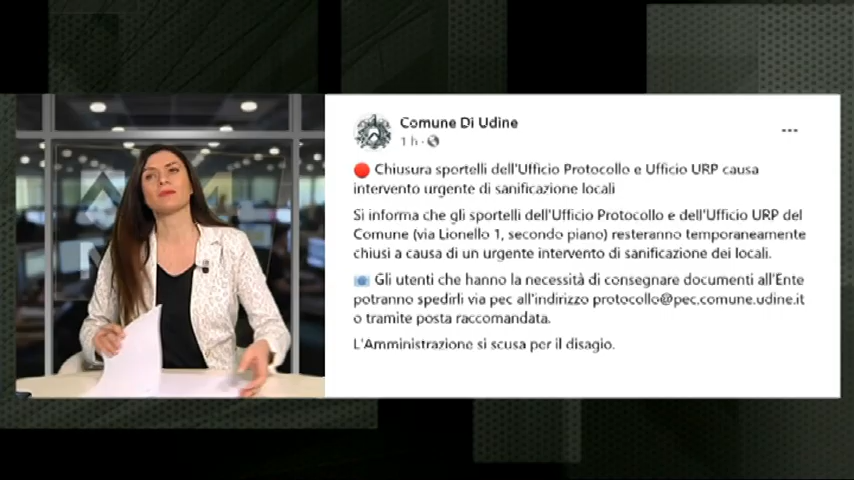 Comune Di Udine
1 h ·
Chiusura sportelli dell'Ufficio Protocollo e Ufficio URP causa
intervento urgente di sanificazione locali
Si informa che gli sportelli dell'Ufficio Protocollo e dell'Ufficio URP del
Comune (via Lionello 1, secondo piano) resteranno temporaneamente
chiusi a causa di un urgente intervento di sanificazione dei locali.
Gli utenti che hanno la necessità di consegnare documenti all'Ente
potranno spedirli via pec all'indirizzo protocollo@pec.comune.udine.it
o tramite posta raccomandata.
L'Amministrazione si scusa per il disagio.